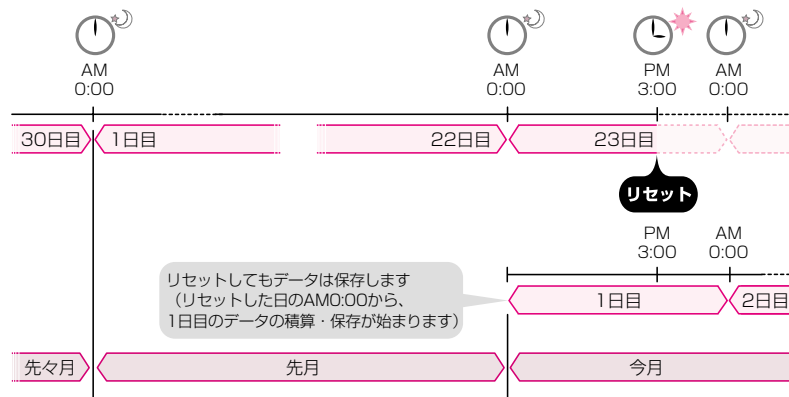 AM
0:00
AM
0:00
PM
3:00
AM
0:00
30日目
1日目
22日目
23日目
リセット
PM
3:00
AM
0:00
リセットしてもデータは保存します
（リセットした日のAM0:00から、
1日目のデータの積算・保存が始まります）
1日目
2日目
先々月
先月
今月